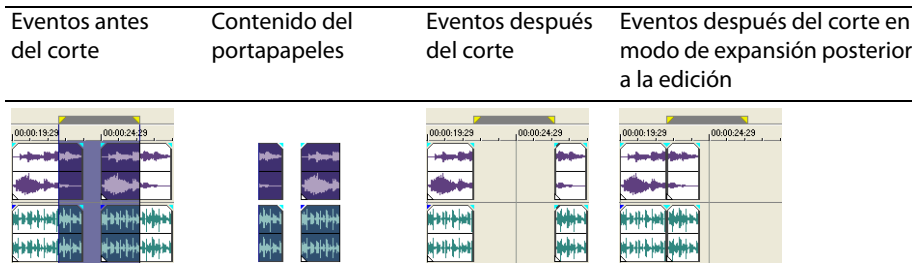 Eventos antes
del corte
Contenido del
portapapeles
Eventos después
del corte
Eventos después del corte en
modo de expansión posterior
a la edición
00:00:19:29 00:00:24:29
00:00:19:29 00:00:24:29
00:00:19:29 00:00:24:29